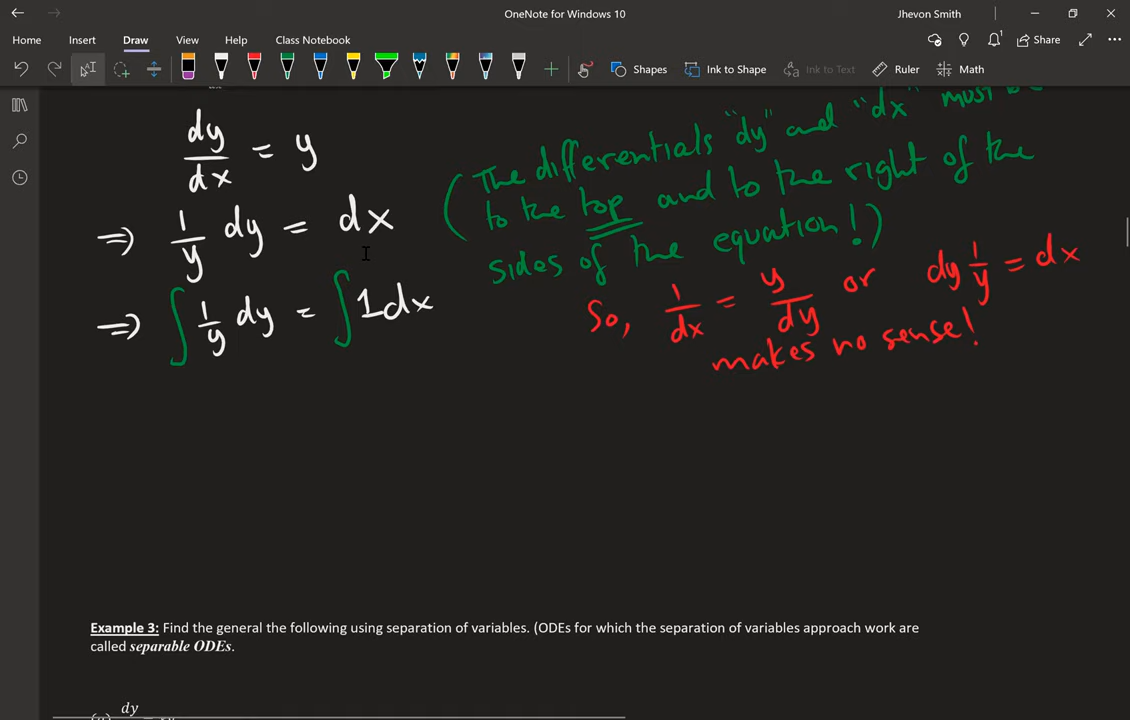 OneNote for Windows 10
Jhevon Smith
Home Insert Draw View Help Class Notebook
Share
Shapes Ink to Shape Ink to Text Ruler Math
dy/dx = y
(The differentials "dy" and "dx" must be
to the top and to the right of the
sides of the equation!)
⇒ 1/y dy = dx
So, 1/dx = y/dy or dy 1/y = dx
makes no sense!
⇒ ∫ 1/y dy = ∫ 1 dx
Example 3: Find the general the following using separation of variables. (ODEs for which the separation of variables approach work are
called separable ODEs.
dy